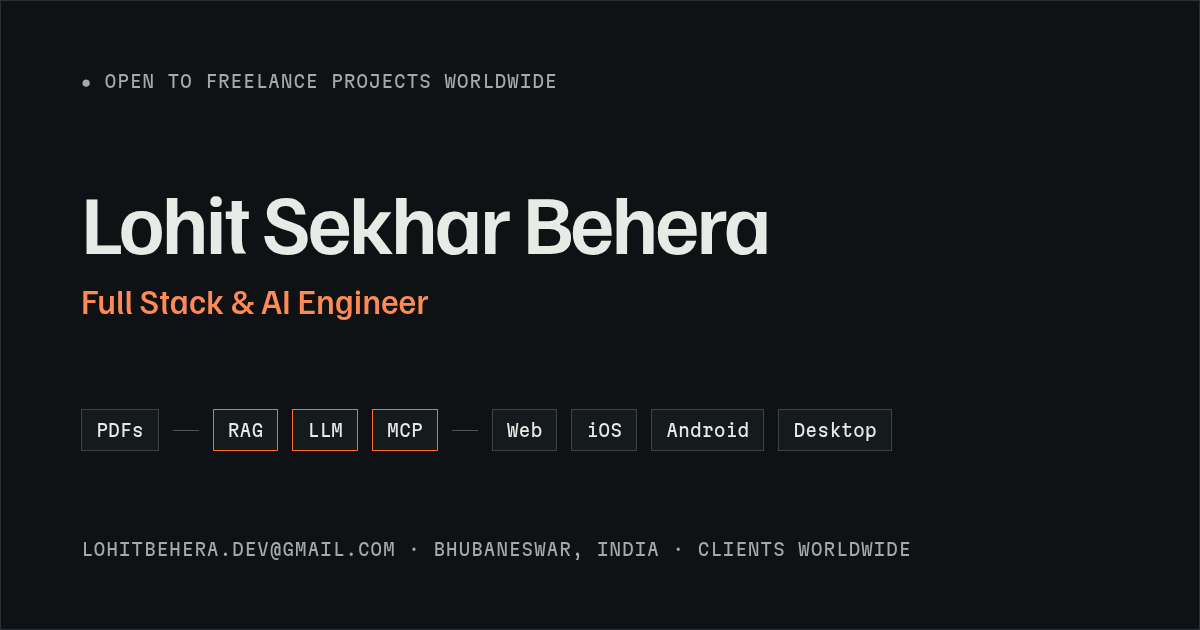 • OPEN TO FREELANCE PROJECTS WORLDWIDE
Lohit Sekhar Behera
Full Stack & AI Engineer
PDFs — RAG LLM MCP — Web iOS Android Desktop
LOHITBEHERA.DEV@GMAIL.COM · BHUBANESWAR, INDIA · CLIENTS WORLDWIDE